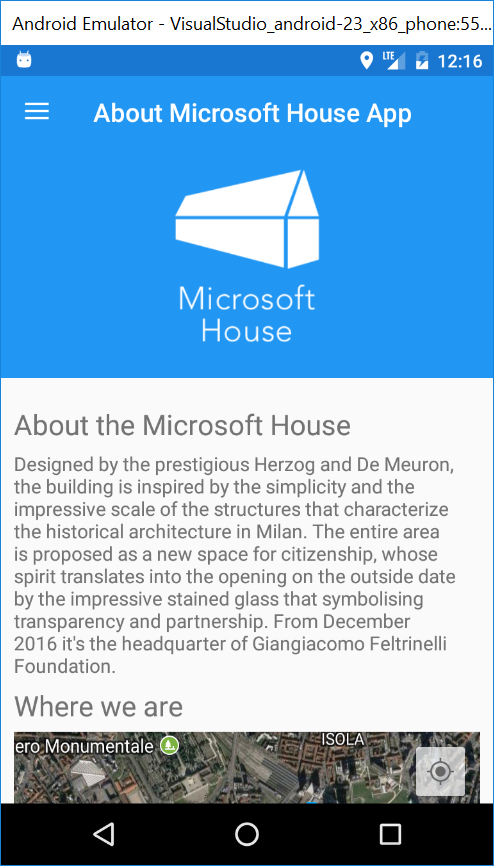 Android Emulator - VisualStudio_android-23_x86_phone:55...
LTE
12:16
About Microsoft House App
Microsoft
House
About the Microsoft House
Designed by the prestigious Herzog and De Meuron,
the building is inspired by the simplicity and the
impressive scale of the structures that characterize
the historical architecture in Milan. The entire area
is proposed as a new space for citizenship, whose
spirit translates into the opening on the outside date
by the impressive stained glass that symbolising
transparency and partnership. From December
2016 it's the headquarter of Giangiacomo Feltrinelli
Foundation.
Where we are
ero Monumentale
ISOLA